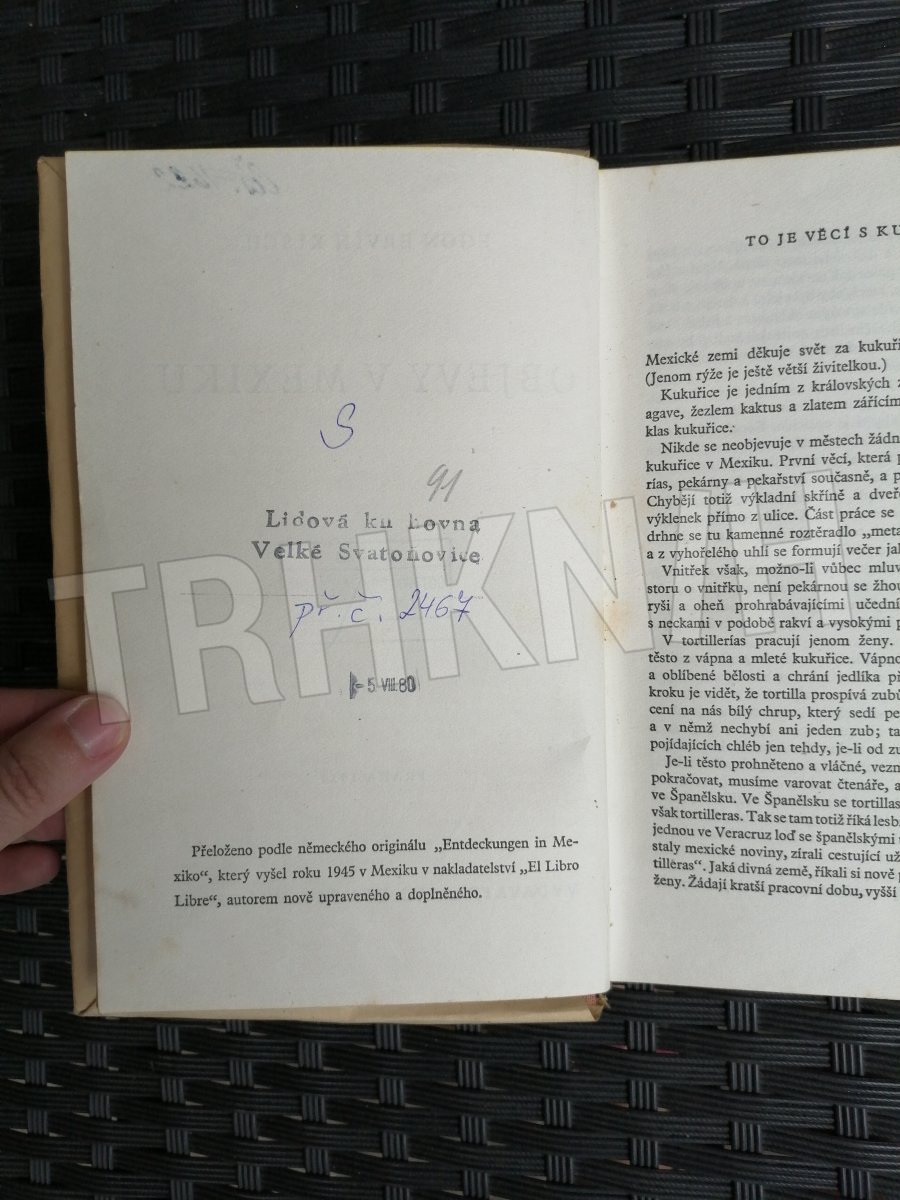 S
91
Lidová kn hovna
Velké Svatoňovice
př.č. 2467
- 5 VIII 80
Přeloženo podle německého originálu „Entdeckungen in Me-
xiko“, který vyšel roku 1945 v Mexiku v nakladatelství „El Libro
Libre“, autorem nově upraveného a doplněného.
TO JE VĚCÍ S KU
Mexické zemi děkuje svět za kukuři
(Jenom rýže je ještě větší živitelkou.)
Kukuřice je jedním z královských
agave, žezlem kaktus a zlatem zářícím
klas kukuřice.
Nikde se neobjevuje v městech žádn
kukuřice v Mexiku. První věcí, která p
rías, pekárny a pekařství současně, a p
Chybějí totiž výkladní skříně a dveř
výklenek přímo z ulice. Část práce se
drhne se tu kamenné roztěradlo „meta
a z vyhořelého uhlí se formují večer jak
Vnitřek však, možno-li vůbec mluv
storu o vnitřku, není pekárnou se žhou
ryši a oheň prohrabávajícími učední
s neckami v podobě rakví a vysokými p
V tortillerías pracují jenom ženy.
těsto z vápna a mleté kukuřice. Vápno
a oblíbené bělosti a chrání jedlíka př
kroku je vidět, že tortilla prospívá zubů
cení na nás bílý chrup, který sedí pe
a v němž nechybí ani jeden zub; ta
pojídajících chléb jen tehdy, je-li od zu
Je-li těsto prohněteno a vláčné, vezn
pokračovat, musíme varovat čtenáře, a
ve Španělsku. Ve Španělsku se tortillas
však tortilleras. Tak se tam totiž říká lesb
jednou ve Veracruz loď se španělskými
staly mexické noviny, zírali cestující už
tilleras“. Jaká divná země, říkali si nově p
ženy. Žádají kratší pracovní dobu, vyšší
TRHKNIH